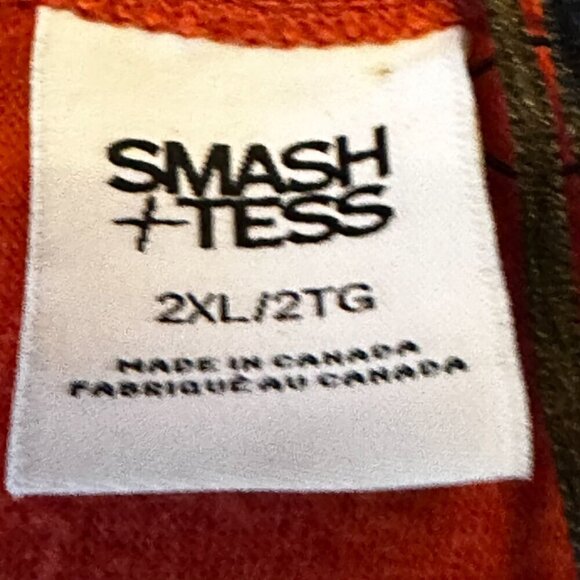 SMASH
+TESS
2XL/2TG
MADE IN CANADA
FABRIQUÉ AU CANADA